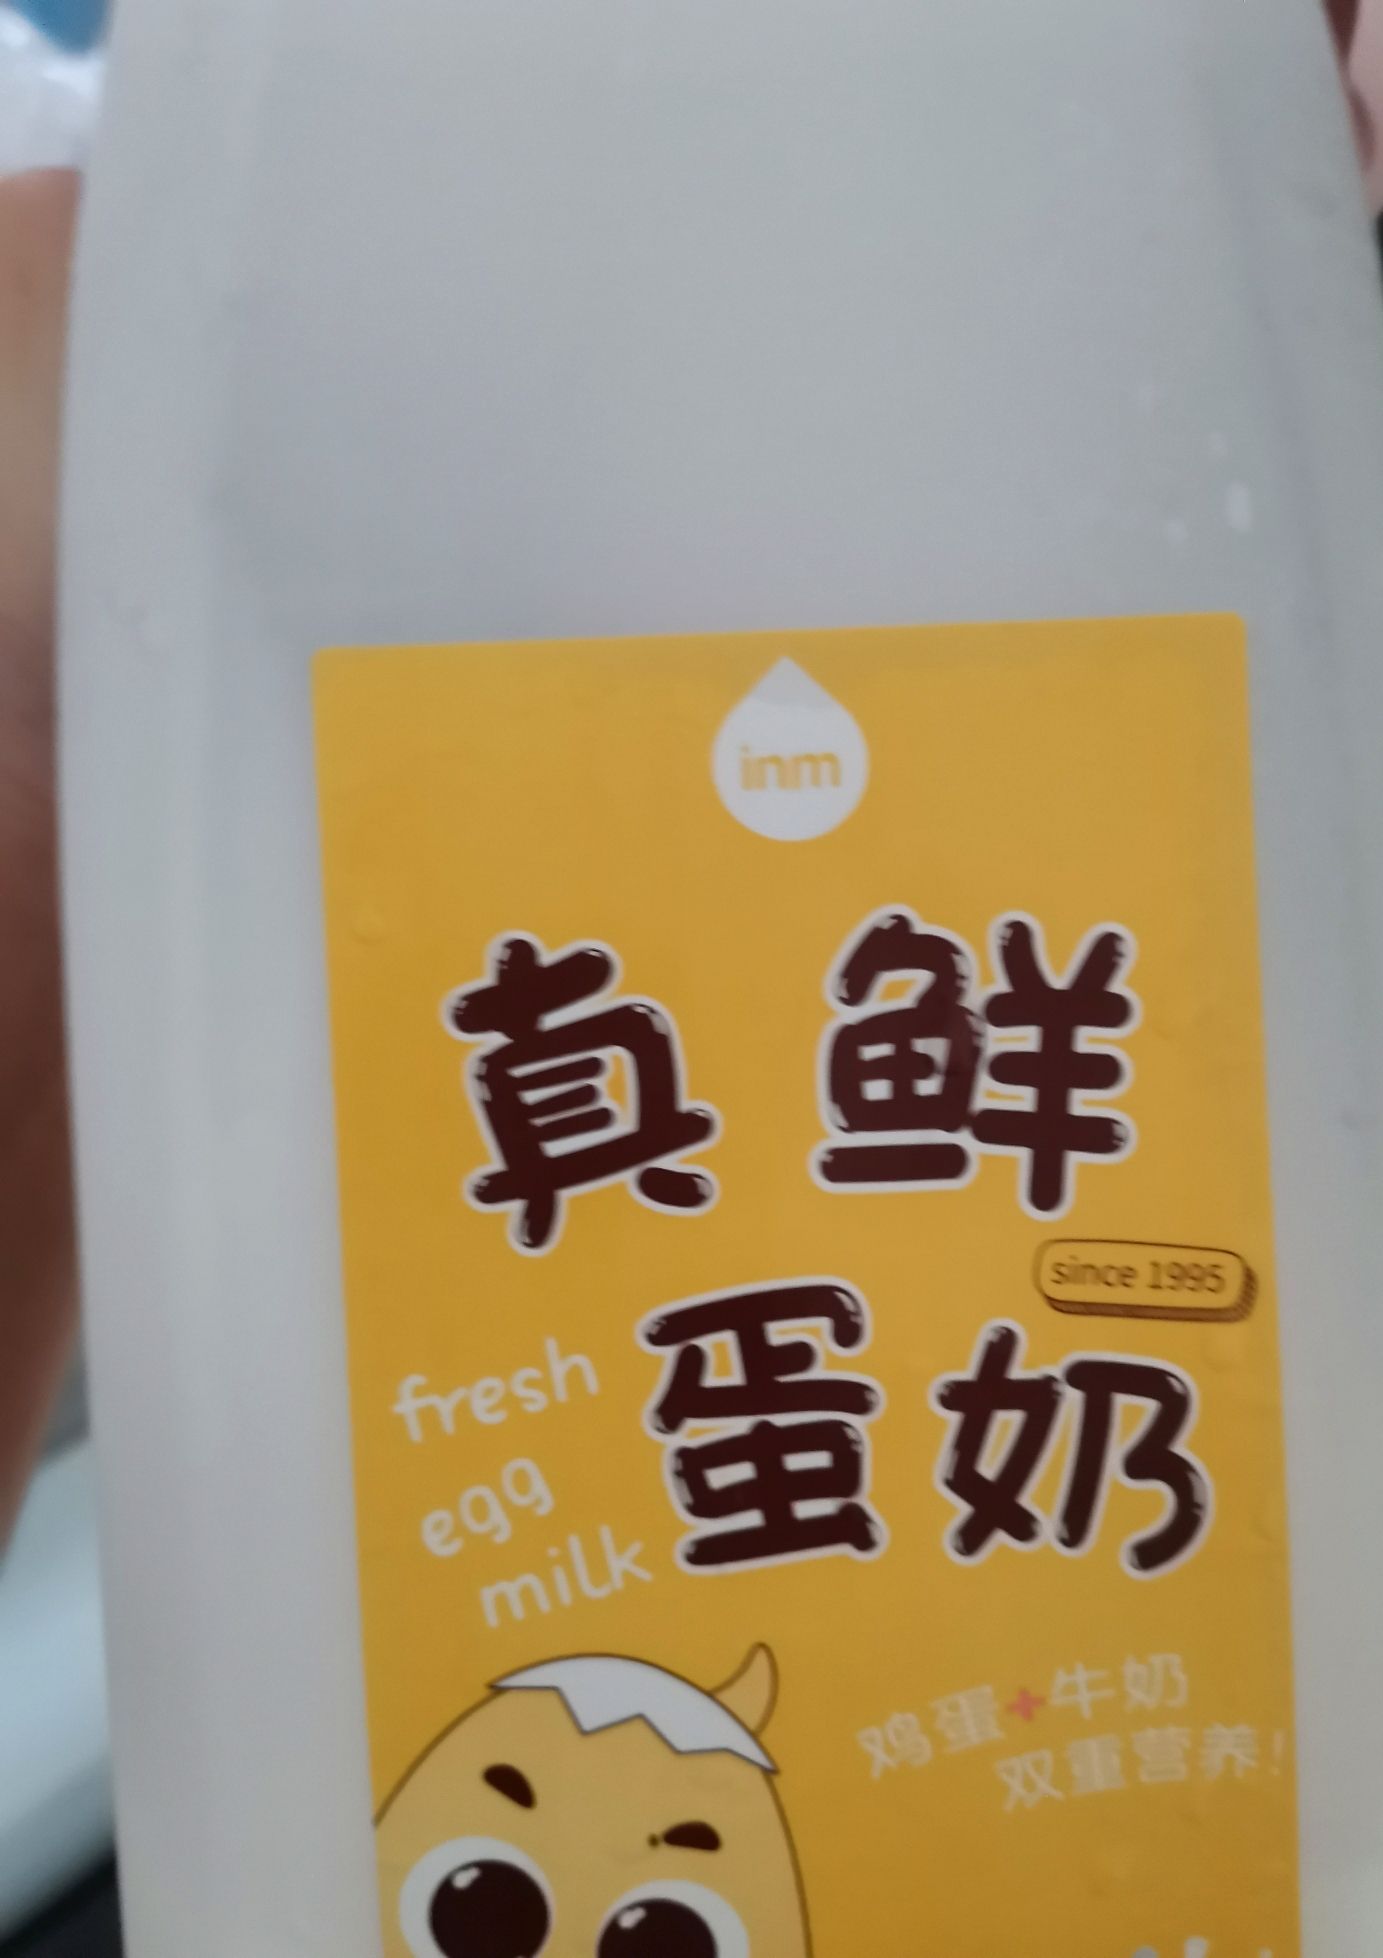 inm
真鲜
since 1995
蛋奶
fresh
egg
milk
鸡蛋+牛奶
双重营养!